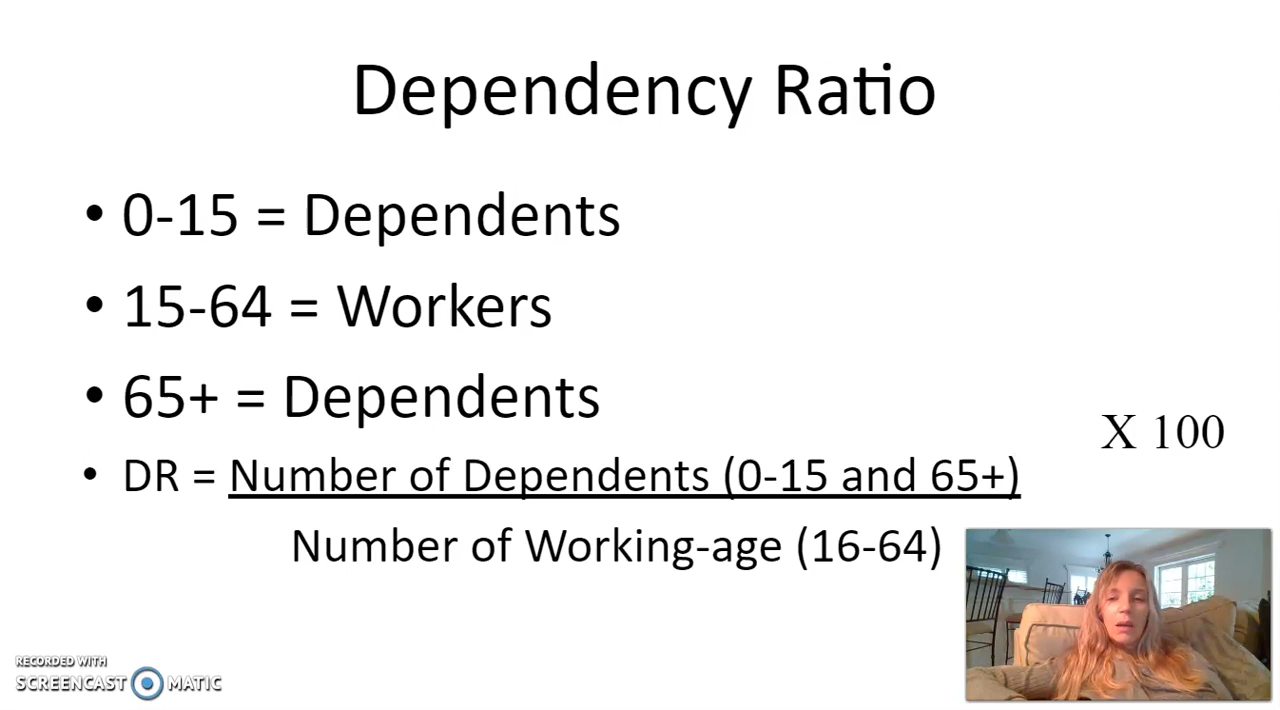 Dependency Ratio
• 0-15 = Dependents
• 15-64 = Workers
• 65+ = Dependents
X 100
• DR = Number of Dependents (0-15 and 65+)
Number of Working-age (16-64)
RECORDED WITH
SCREENCAST MATIC